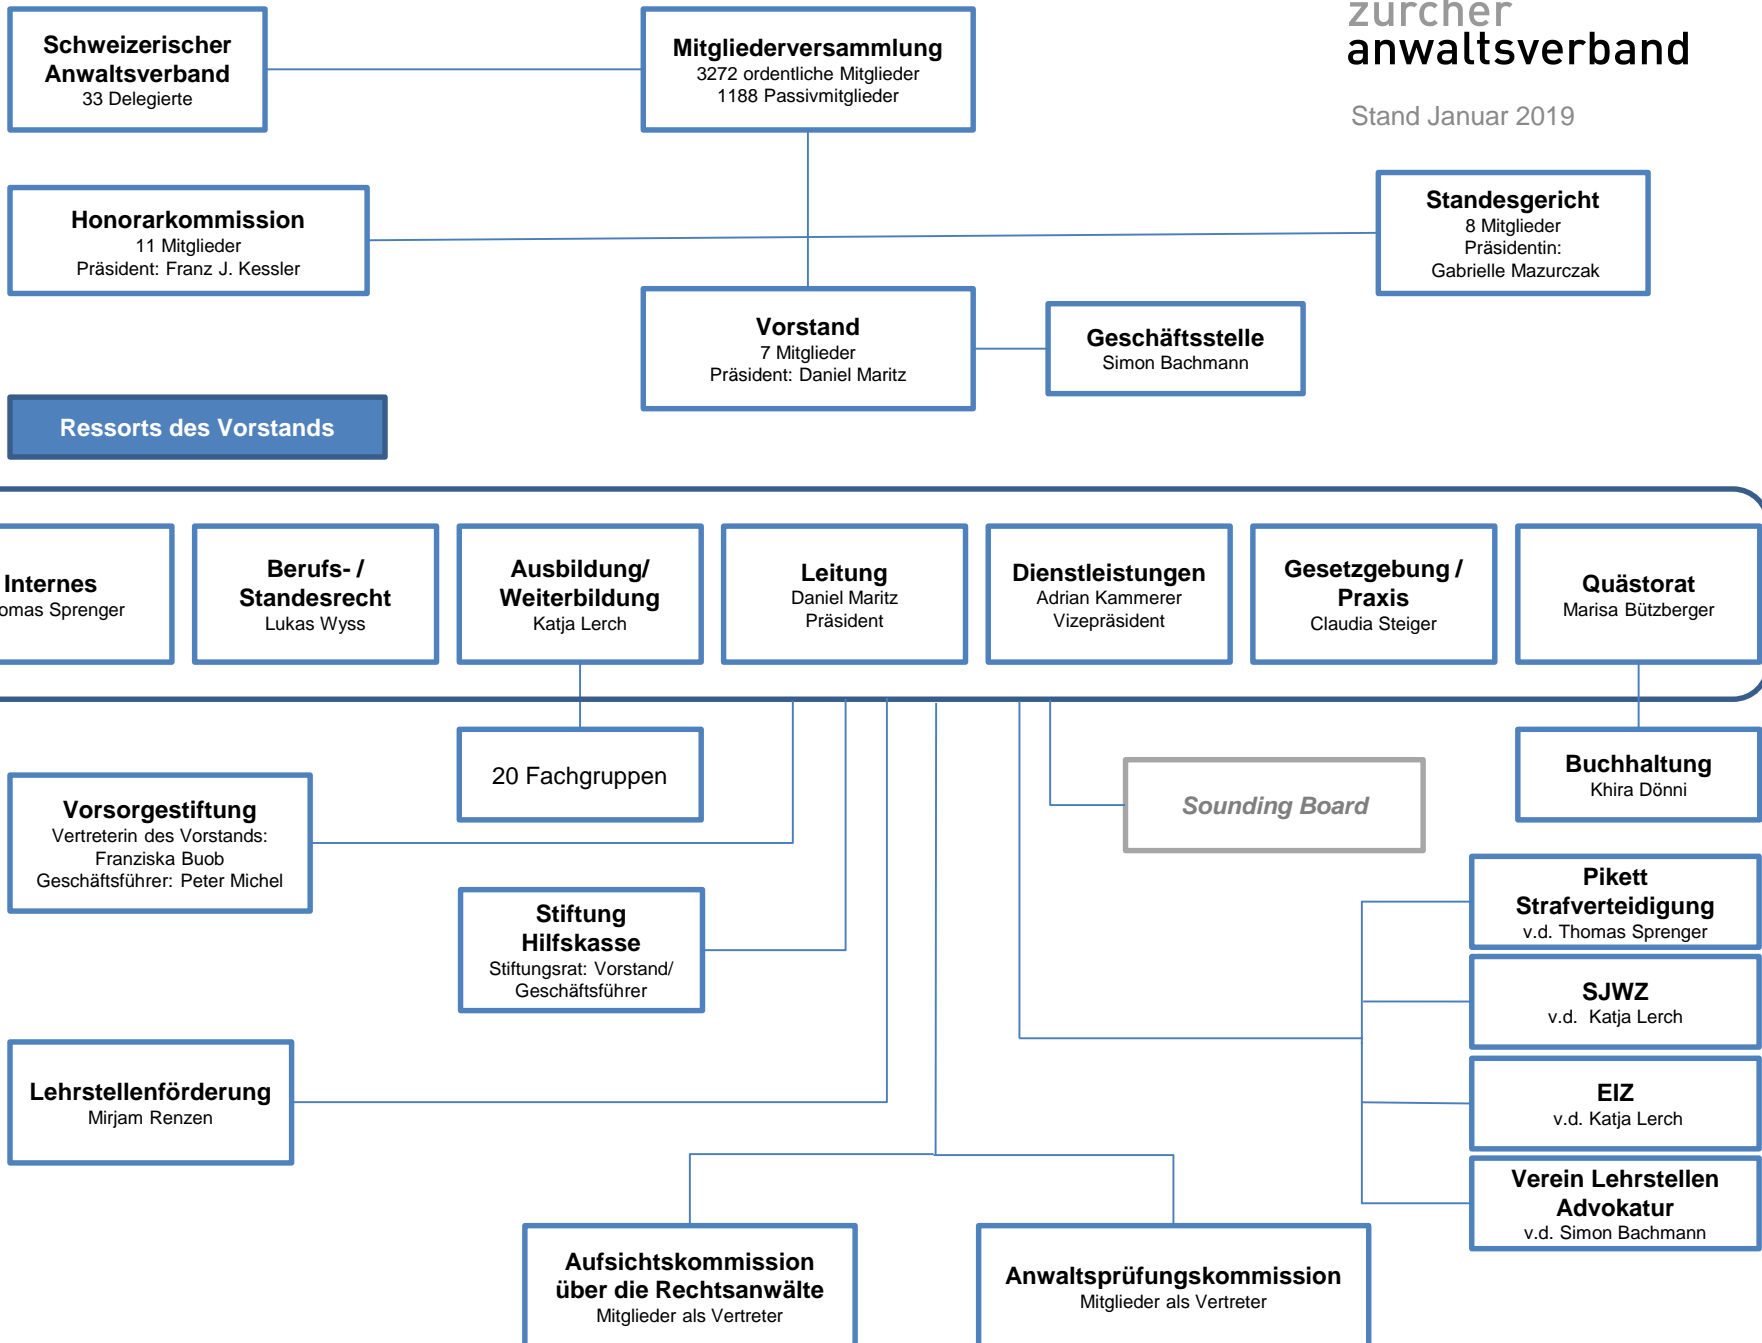 zürcher
anwaltsverband
Stand Januar 2019
Schweizerischer
Anwaltsverband
33 Delegierte
Mitgliederversammlung
3272 ordentliche Mitglieder
1188 Passivmitglieder
Honorarkommission
11 Mitglieder
Präsident: Franz J. Kessler
Standesgericht
8 Mitglieder
Präsidentin:
Gabrielle Mazurczak
Vorstand
7 Mitglieder
Präsident: Daniel Maritz
Geschäftsstelle
Simon Bachmann
Ressorts des Vorstands
Internes
omas Sprenger
Berufs- /
Standesrecht
Lukas Wyss
Ausbildung/
Weiterbildung
Katja Lerch
Leitung
Daniel Maritz
Präsident
Dienstleistungen
Adrian Kammerer
Vizepräsident
Gesetzgebung /
Praxis
Claudia Steiger
Quästorat
Marisa Bützberger
20 Fachgruppen
Sounding Board
Buchhaltung
Khira Dönni
Vorsorgestiftung
Vertreterin des Vorstands:
Franziska Buob
Geschäftsführer: Peter Michel
Stiftung
Hilfskasse
Stiftungsrat: Vorstand/
Geschäftsführer
Pikett
Strafverteidigung
v.d. Thomas Sprenger
SJWZ
v.d. Katja Lerch
EIZ
v.d. Katja Lerch
Verein Lehrstellen
Advokatur
v.d. Simon Bachmann
Lehrstellenförderung
Mirjam Renzen
Aufsichtskommission
über die Rechtsanwälte
Mitglieder als Vertreter
Anwaltsprüfungskommission
Mitglieder als Vertreter